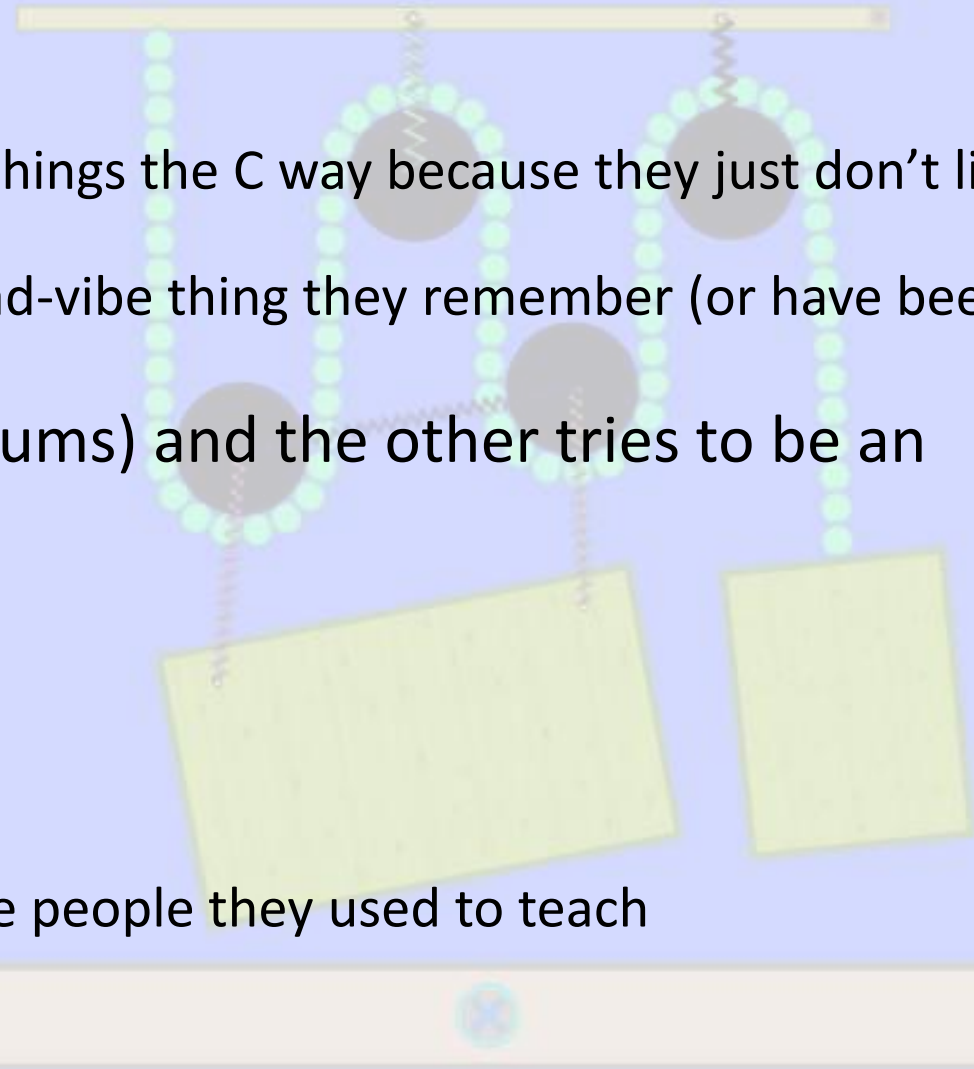 hings the C way because they just don’t li
d-vibe thing they remember (or have bee
ums) and the other tries to be an
e people they used to teach